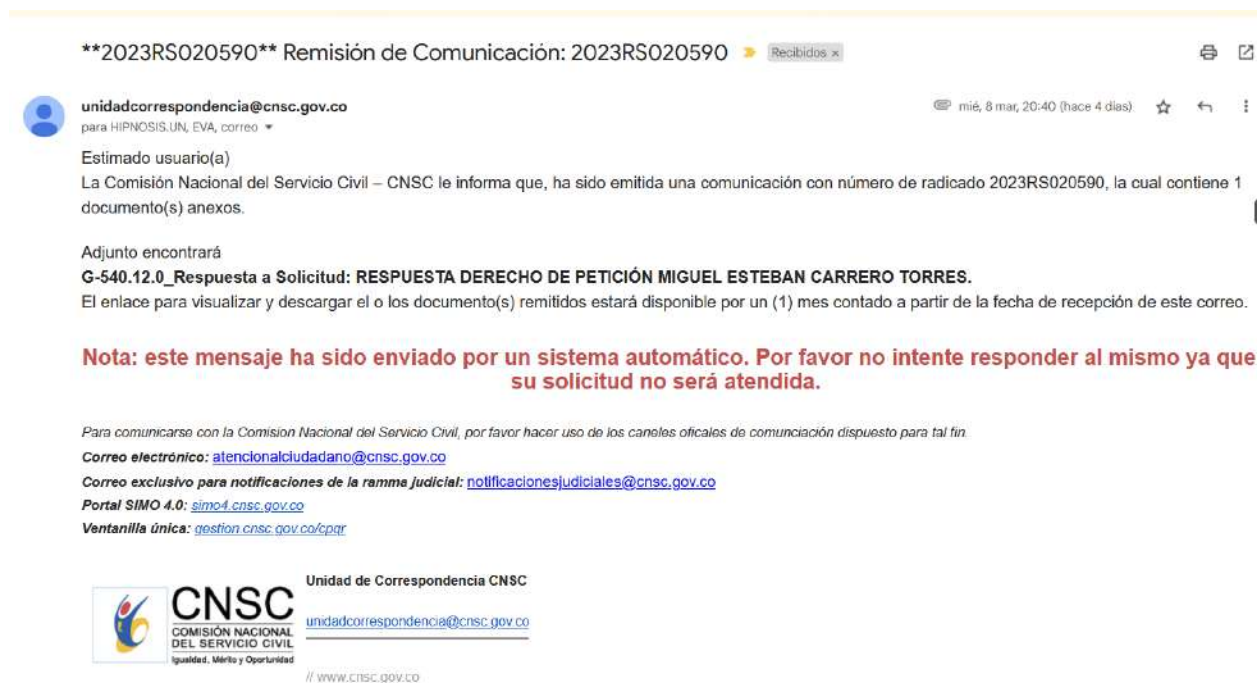 **2023RS020590** Remisión de Comunicación: 2023RS020590 Recibidos x
unidadcorrespondencia@cnsc.gov.co
mié, 8 mar, 20:40 (hace 4 días)
para HIPNOSIS.UN, EVA, correo
Estimado usuario(a)
La Comisión Nacional del Servicio Civil – CNSC le informa que, ha sido emitida una comunicación con número de radicado 2023RS020590, la cual contiene 1
documento(s) anexos.
Adjunto encontrará
G-540.12.0_Respuesta a Solicitud: RESPUESTA DERECHO DE PETICIÓN MIGUEL ESTEBAN CARRERO TORRES.
El enlace para visualizar y descargar el o los documento(s) remitidos estará disponible por un (1) mes contado a partir de la fecha de recepción de este correo.
Nota: este mensaje ha sido enviado por un sistema automático. Por favor no intente responder al mismo ya que
su solicitud no será atendida.
Para comunicarse con la Comision Nacional del Servicio Civil, por favor hacer uso de los caneles oficales de comunciación dispuesto para tal fin.
Correo electrónico: atencionalciudadano@cnsc.gov.co
Correo exclusivo para notificaciones de la ramma judicial: notificacionesjudiciales@cnsc.gov.co
Portal SIMO 4.0: simo4.cnsc.gov.co
Ventanilla única: gestion.cnsc.gov.co/cpqr
CNSC
COMISIÓN NACIONAL
DEL SERVICIO CIVIL
Igualdad, Mérito y Oportunidad
Unidad de Correspondencia CNSC
unidadcorrespondencia@cnsc.gov.co
// www.cnsc.gov.co